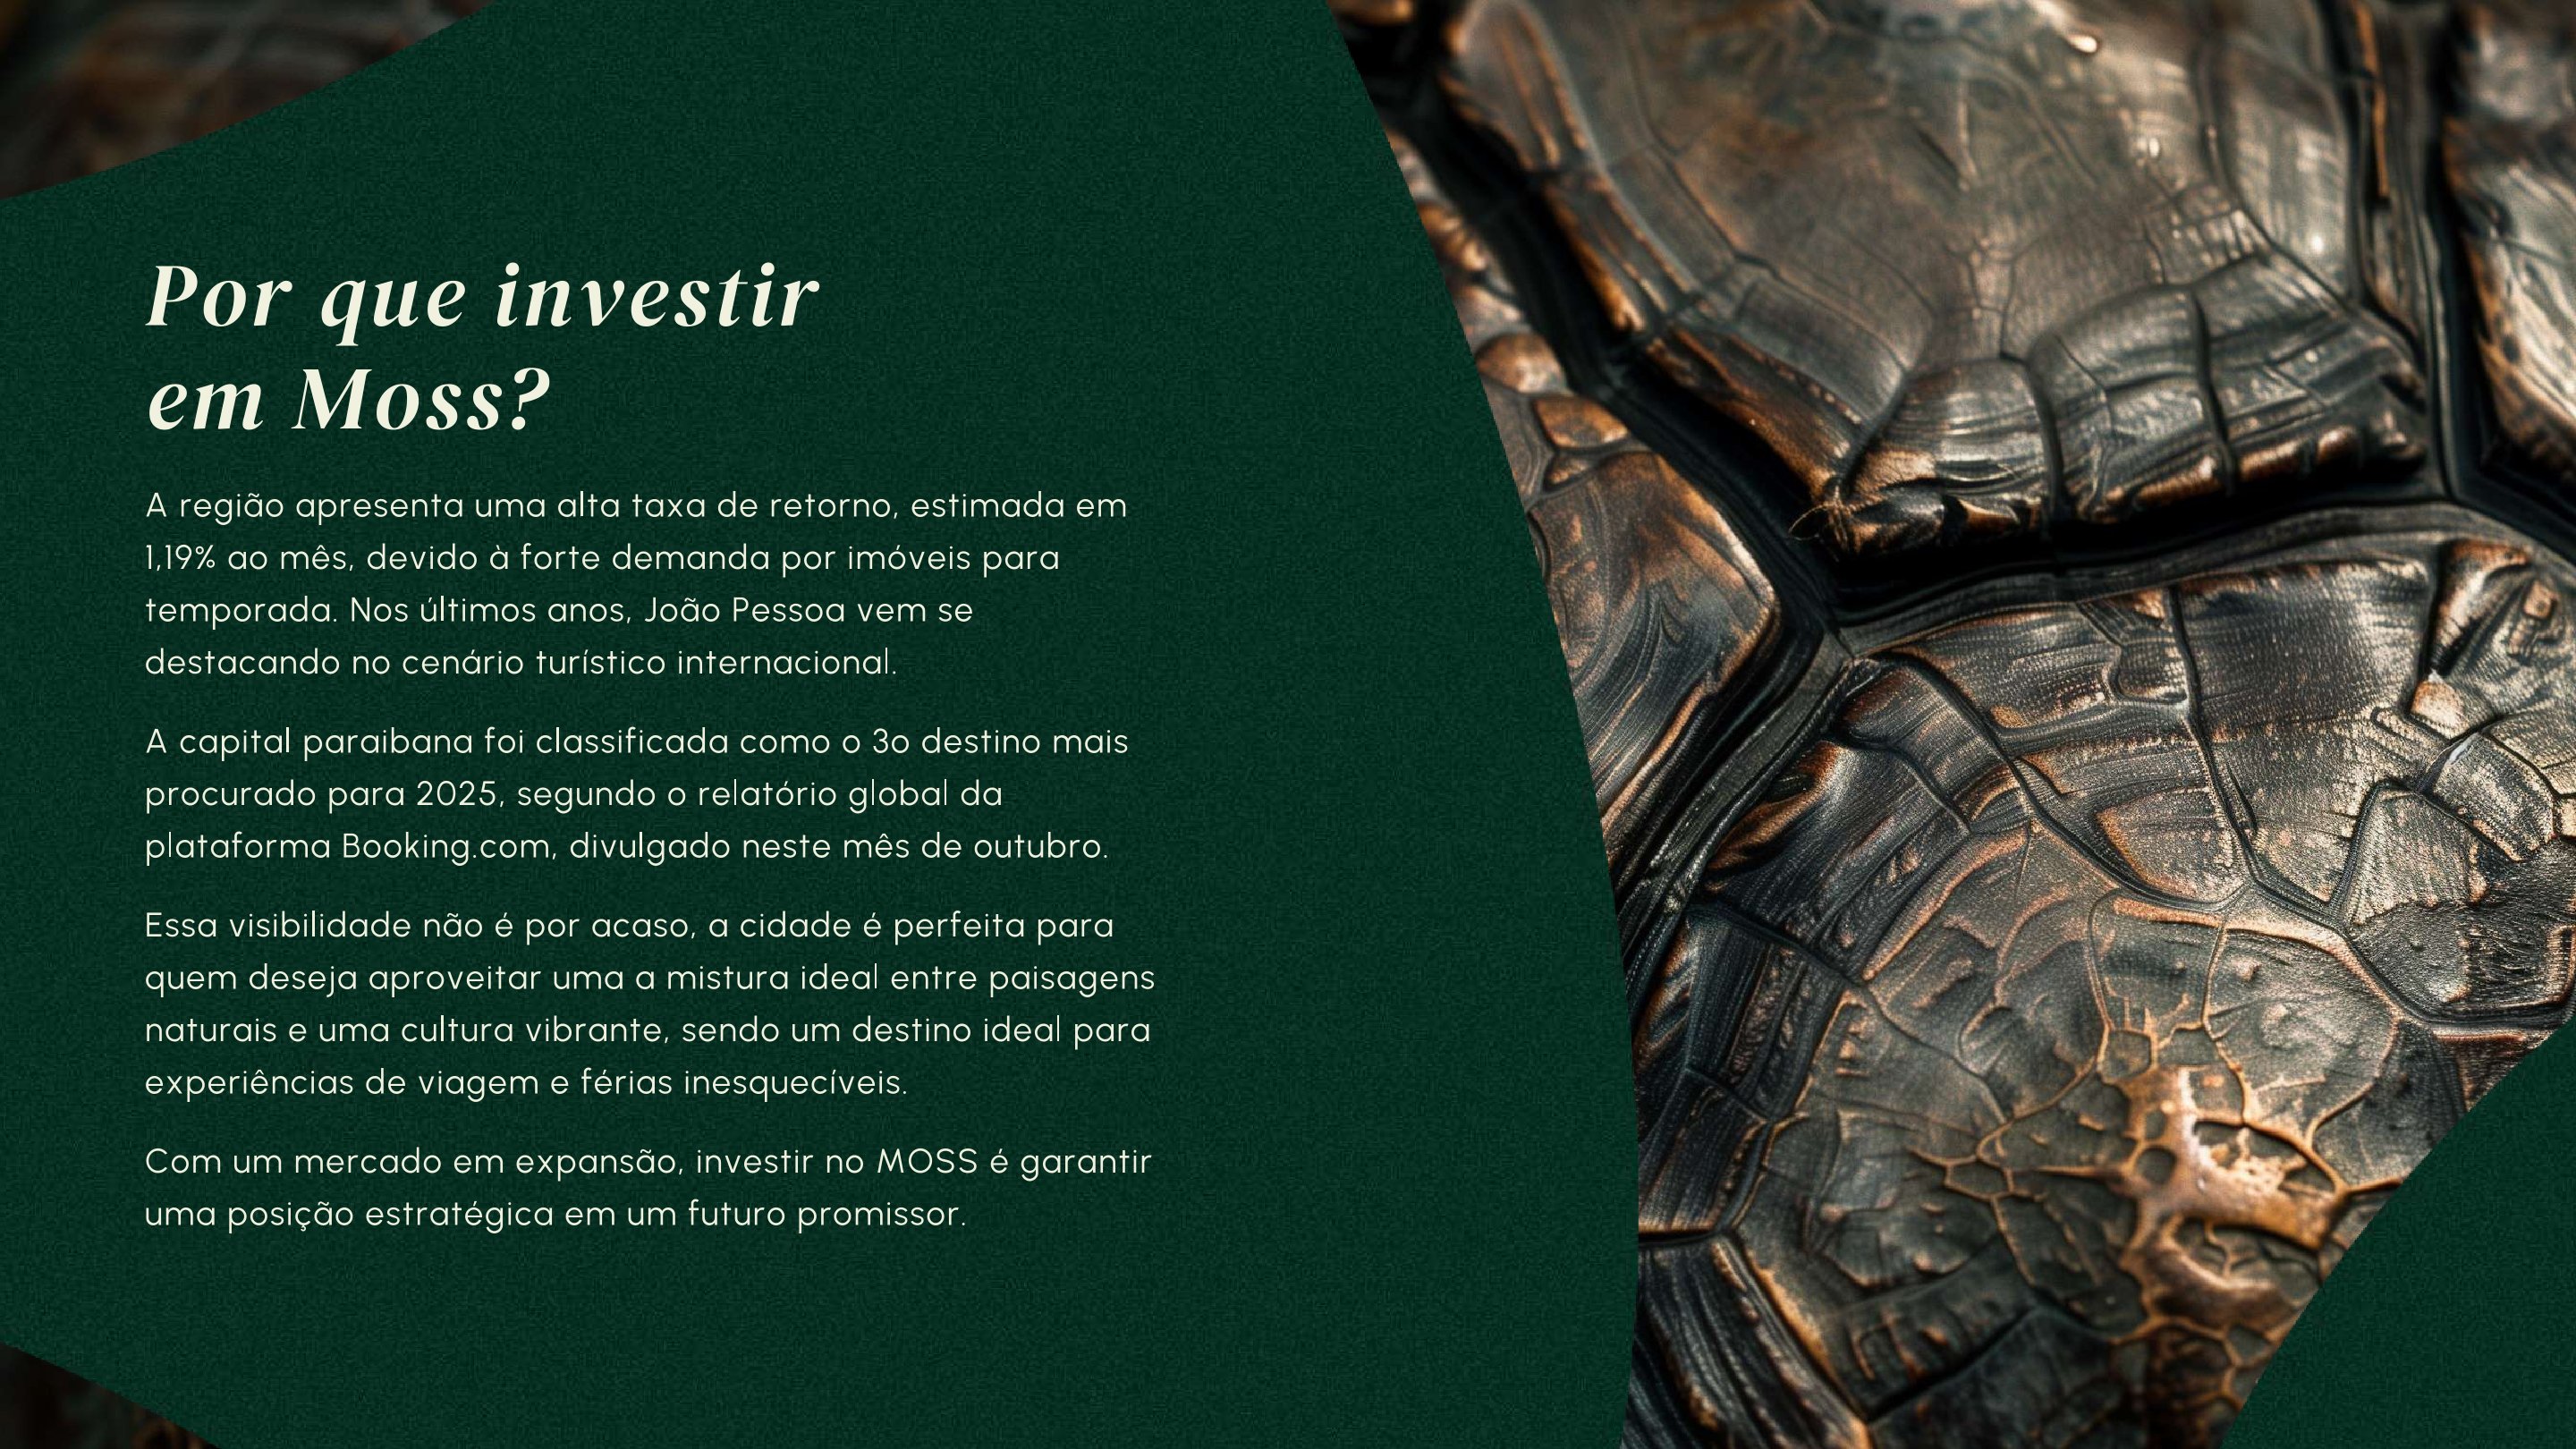 Por que investir
em Moss?
A região apresenta uma alta taxa de retorno, estimada em
1,19% ao mês, devido à forte demanda por imóveis para
temporada. Nos últimos anos, João Pessoa vem se
destacando no cenário turístico internacional.
A capital paraibana foi classificada como o 3o destino mais
procurado para 2025, segundo o relatório global da
plataforma Booking.com, divulgado neste mês de outubro.
Essa visibilidade não é por acaso, a cidade é perfeita para
quem deseja aproveitar uma a mistura ideal entre paisagens
naturais e uma cultura vibrante, sendo um destino ideal para
experiências de viagem e férias inesquecíveis.
Com um mercado em expansão, investir no MOSS é garantir
uma posição estratégica em um futuro promissor.